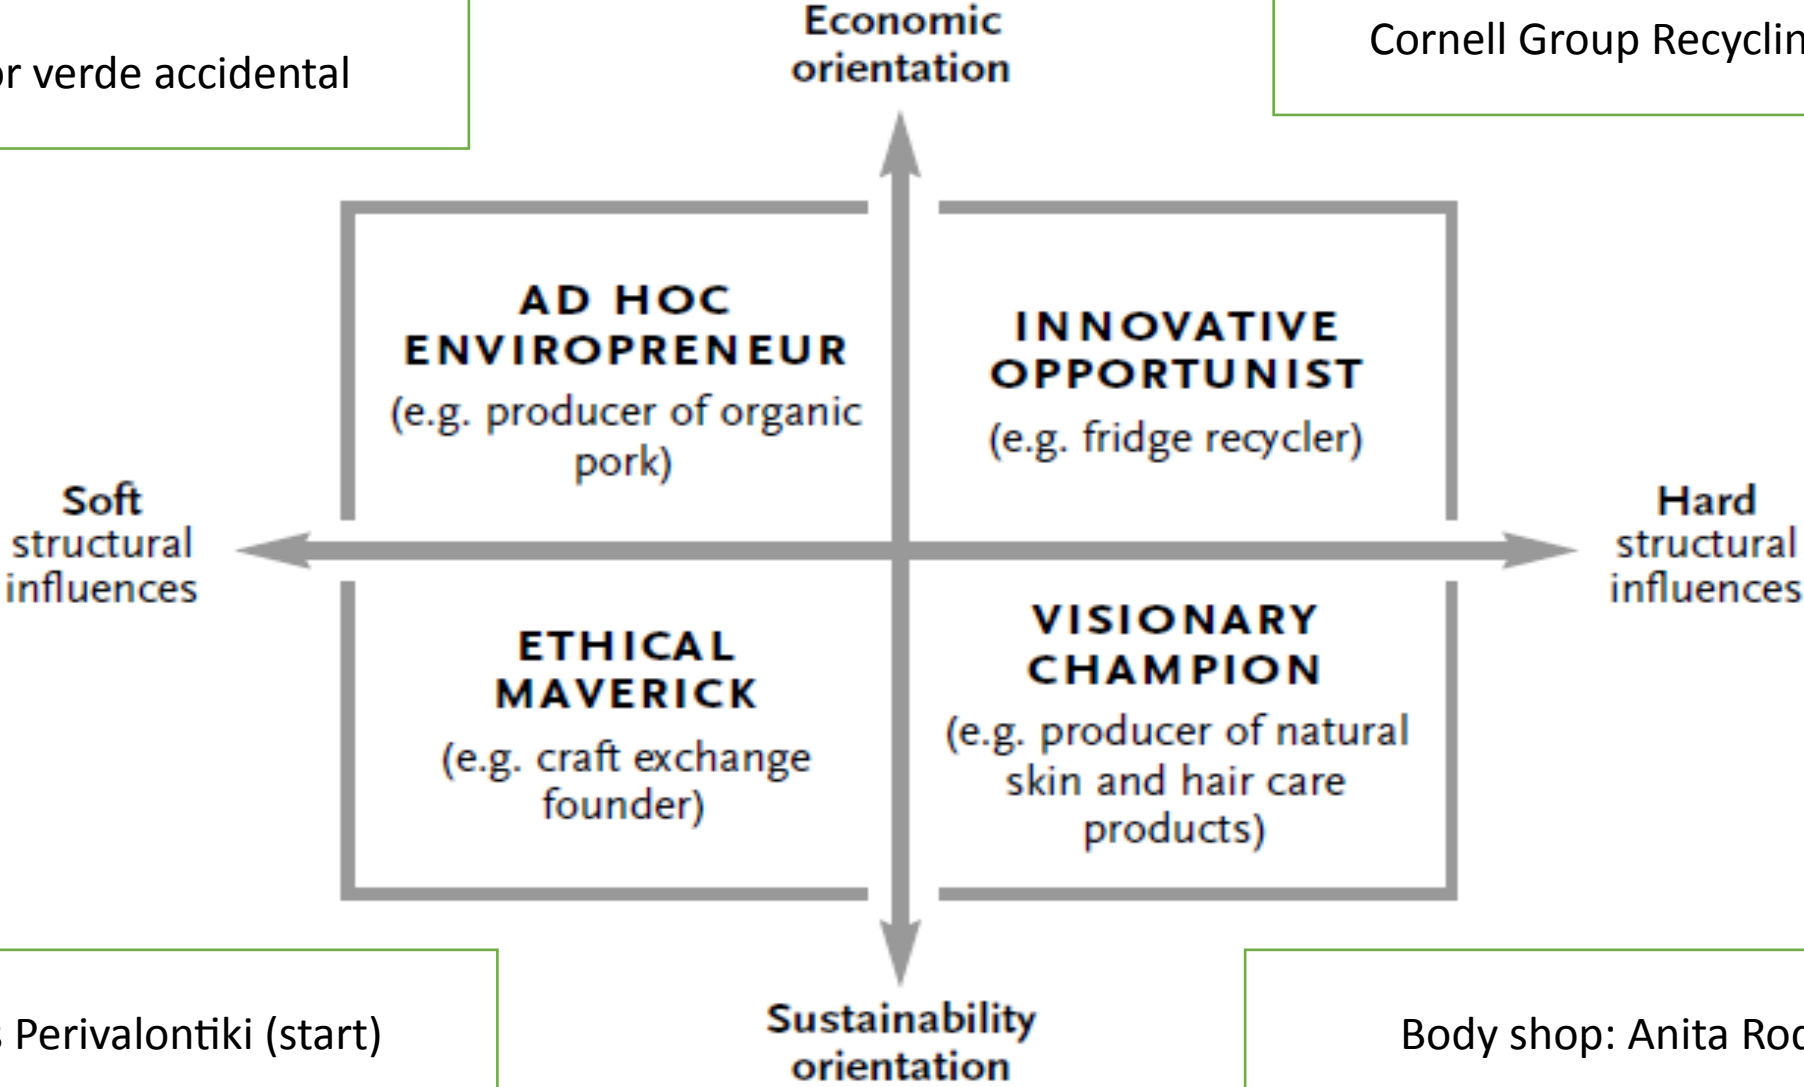 Economic
orientation
verde accidental
Cornell Group
AD HOC
ENVIROPRENEUR
(e.g. producer of organic
pork)
INNOVATIVE
OPPORTUNIST
(e.g. fridge recycler)
Soft
structural
influences
Hard
structural
influences
ETHICAL
MAVERICK
(e.g. craft exchange
founder)
VISIONARY
CHAMPION
(e.g. producer of natural
skin and hair care
products)
Perivalontiki (start)
Sustainability
orientation
Body shop: Anita